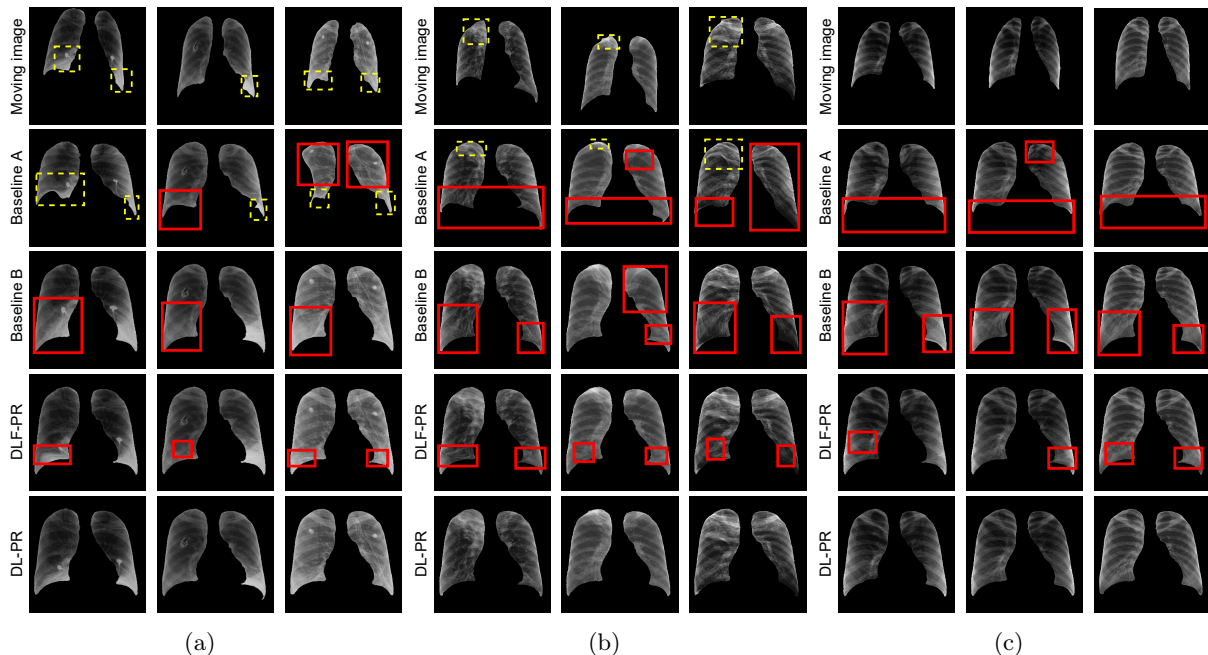 Moving image
Baseline A
Baseline B
DLF-PR
DL-PR
(a)
Moving image
Baseline A
Baseline B
DLF-PR
DL-PR
(b)
Moving image
Baseline A
Baseline B
DLF-PR
DL-PR
(c)